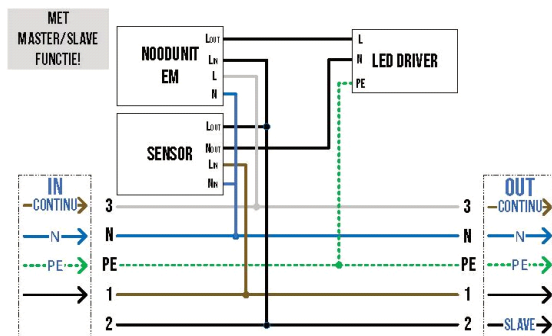 MET
MASTER/SLAVE
FUNCTIE!
NOODUNIT
EM
LOUT
LIN
L
N
LED DRIVER
L
N
PE
SENSOR
LOUT
NOUT
LIN
NIN
IN
CONTINU
N
PE
3
N
PE
1
2
3
N
PE
1
2
OUT
CONTINU
N
PE
SLAVE